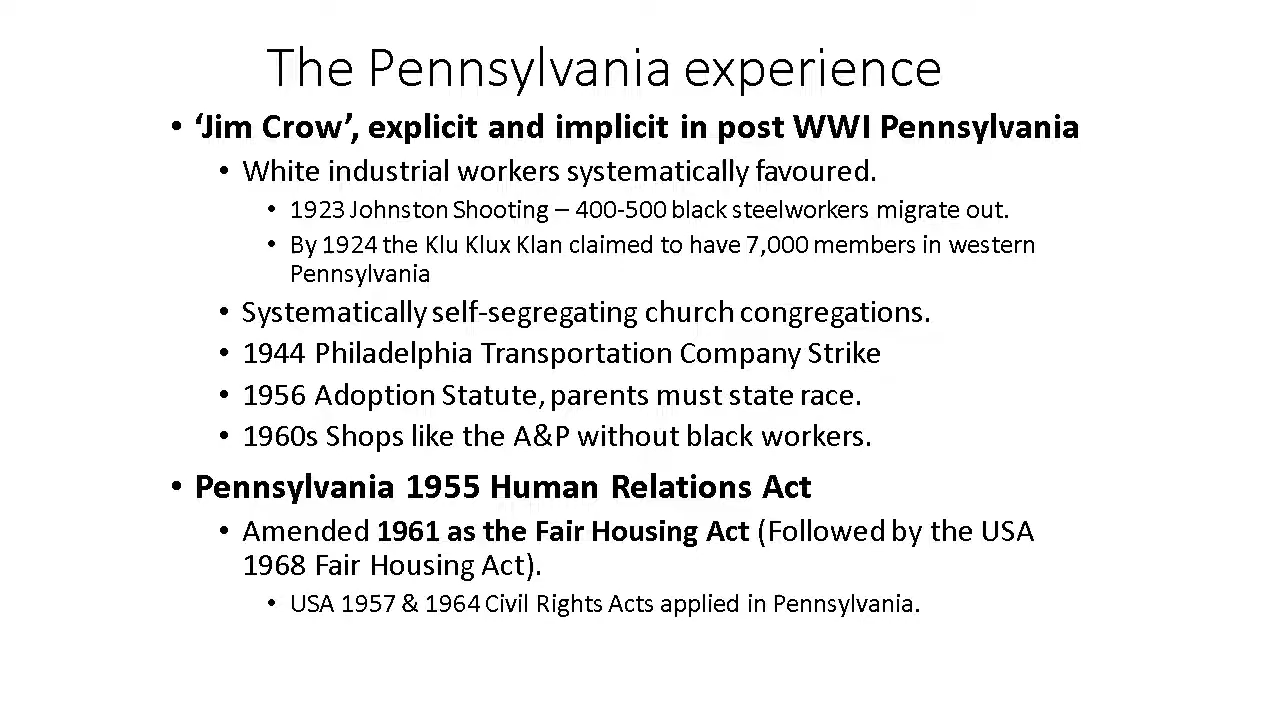 The Pennsylvania experience
• ‘Jim Crow’, explicit and implicit in post WWI Pennsylvania
• White industrial workers systematically favoured.
• 1923 Johnston Shooting – 400-500 black steelworkers migrate out.
• By 1924 the Klu Klux Klan claimed to have 7,000 members in western
Pennsylvania
• Systematically self-segregating church congregations.
• 1944 Philadelphia Transportation Company Strike
• 1956 Adoption Statute, parents must state race.
• 1960s Shops like the A&P without black workers.
• Pennsylvania 1955 Human Relations Act
• Amended 1961 as the Fair Housing Act (Followed by the USA
1968 Fair Housing Act).
• USA 1957 & 1964 Civil Rights Acts applied in Pennsylvania.